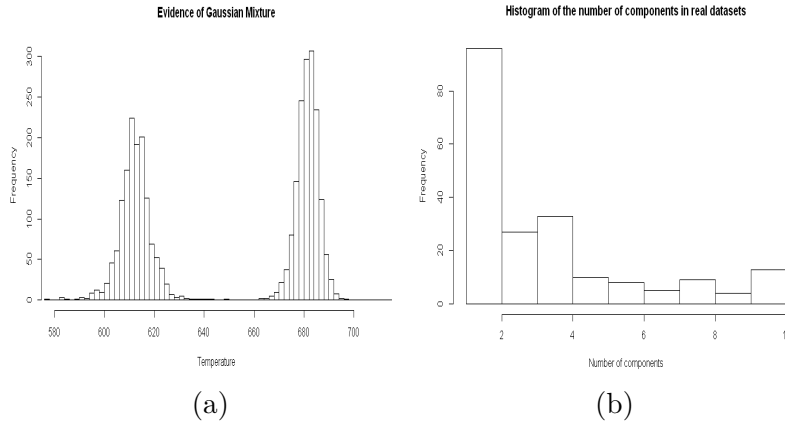 Evidence of Gaussian Mixture
Frequency
300
250
200
150
100
50
0
580 600 620 640 660 680 700
Temperature
(a)
Histogram of the number of components in real datasets
Frequency
80
60
40
20
0
2 4 6 8 1
Number of components
(b)